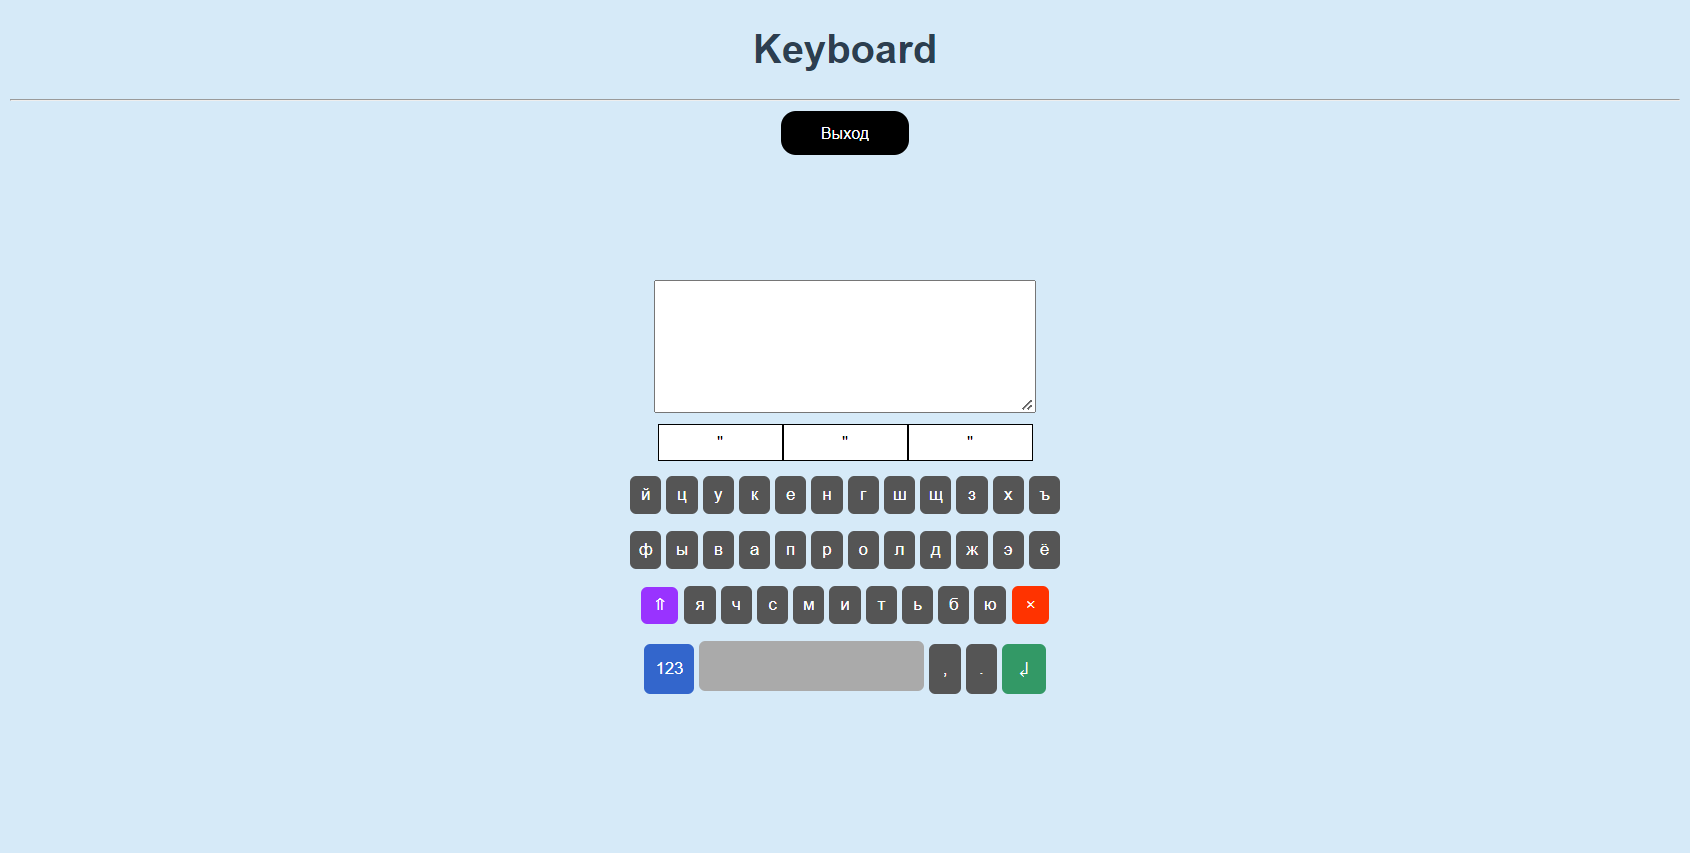 Keyboard
Выход
" " "
й ц у к е н г ш щ з х ъ
ф ы в а п р о л д ж э ё
⇑ я ч с м и т ь б ю ×
123 , . ↲